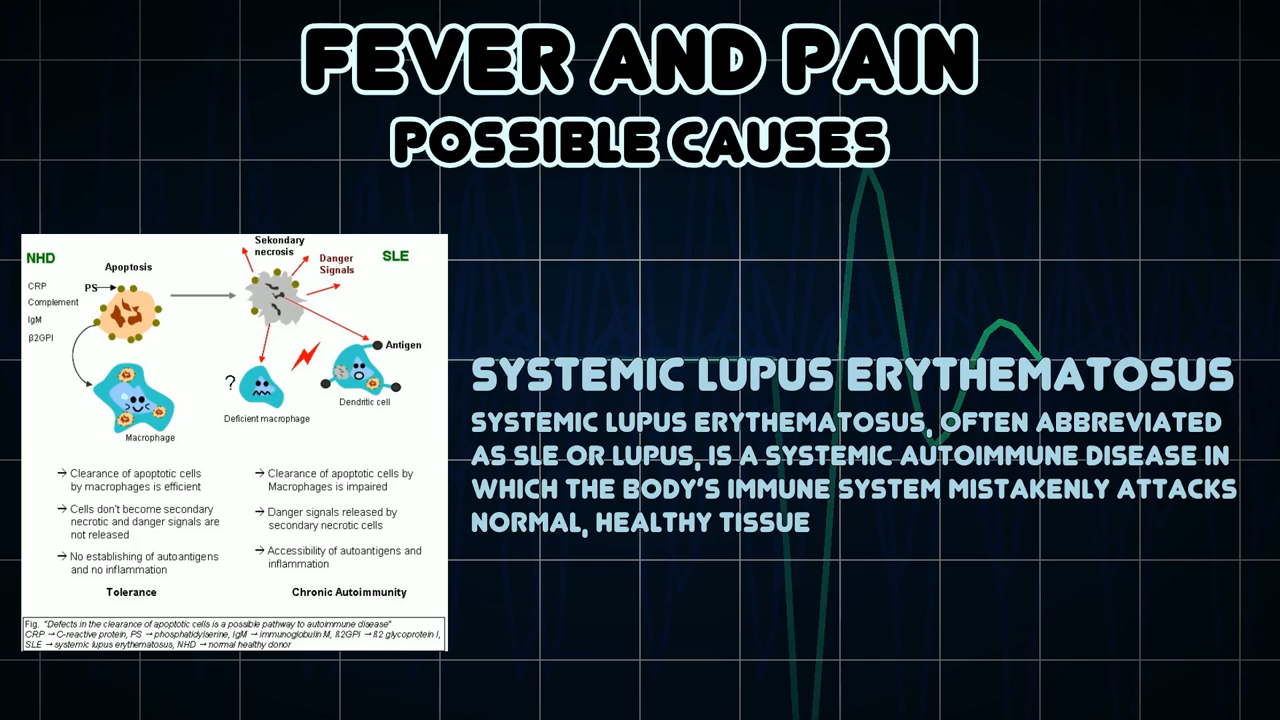 FEVER AND PAIN
POSSIBLE CAUSES
NHD
Sekondary
necrosis
SLE
Apoptosis
Danger
Signals
CRP
PS
Complement
IgM
β2GPI
Antigen
?
Deficient macrophage
Dendritic cell
Macrophage
→ Clearance of apoptotic cells
by macrophages is efficient
→ Cells don't become secondary
necrotic and danger signals are
not released
→ No establishing of autoantigens
and no inflammation
Tolerance
→ Clearance of apoptotic cells by
Macrophages is impaired
→ Danger signals released by
secondary necrotic cells
→ Accessibility of autoantigens and
inflammation
Chronic Autoimmunity
Fig. "Defects in the clearance of apoptotic cells is a possible pathway to autoimmune disease"
CRP → C-reactive protein, PS → phosphatidylserine, IgM → immunoglobulin M, ß2GPI → ß2 glycoprotein I,
SLE → systemic lupus erythematosus, NHD → normal healthy donor
SYSTEMIC LUPUS ERYTHEMATOSUS
SYSTEMIC LUPUS ERYTHEMATOSUS, OFTEN ABBREVIATED
AS SLE OR LUPUS, IS A SYSTEMIC AUTOIMMUNE DISEASE IN
WHICH THE BODY'S IMMUNE SYSTEM MISTAKENLY ATTACKS
NORMAL, HEALTHY TISSUE